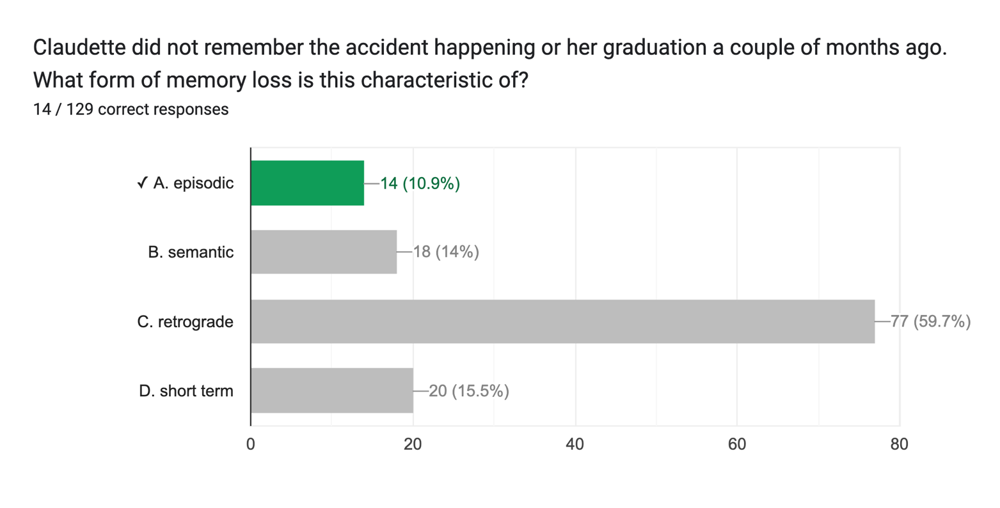 Claudette did not remember the accident happening or her graduation a couple of months ago.
What form of memory loss is this characteristic of?
14 / 129 correct responses
✓ A. episodic
14 (10.9%)
B. semantic
18 (14%)
C. retrograde
77 (59.7%)
D. short term
20 (15.5%)
0 20 40 60 80